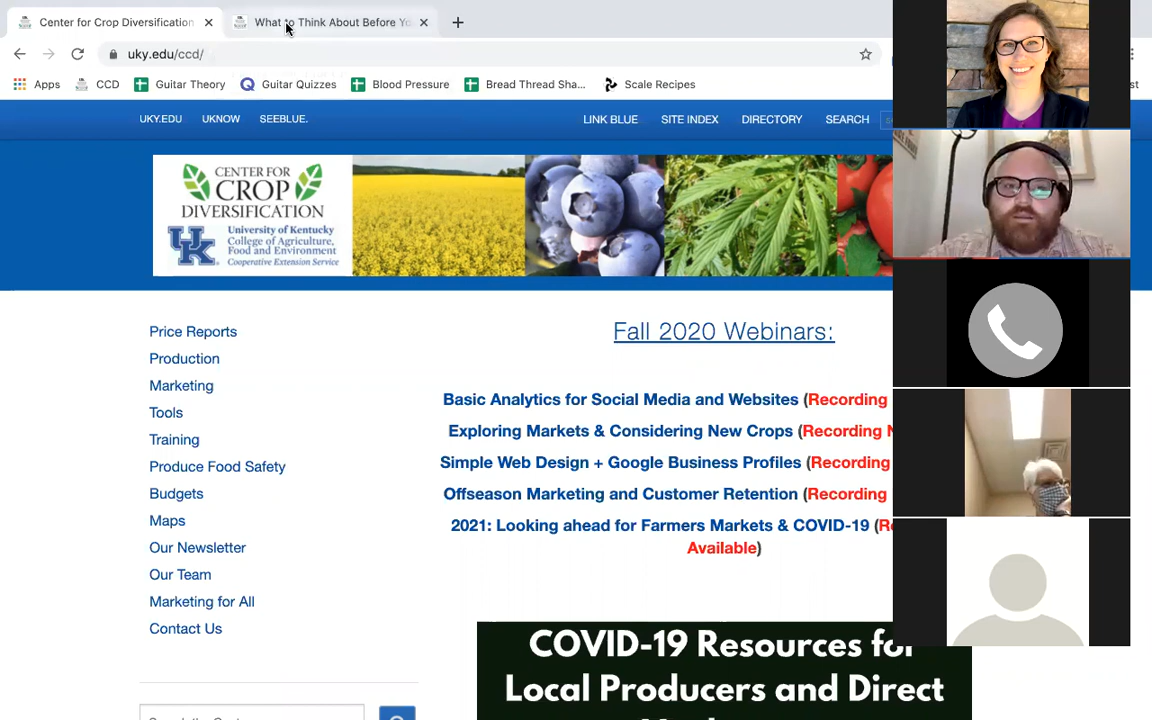 Center for Crop Diversification
What to Think About Before Yo
uky.edu/ccd/
Apps CCD Guitar Theory Guitar Quizzes Blood Pressure Bread Thread Sha... Scale Recipes st
UKY.EDU UKNOW SEEBLUE. LINK BLUE SITE INDEX DIRECTORY SEARCH
CENTER FOR
CROP
DIVERSIFICATION
UK
University of Kentucky
College of Agriculture,
Food and Environment
Cooperative Extension Service
Price Reports
Production
Marketing
Tools
Training
Produce Food Safety
Budgets
Maps
Our Newsletter
Our Team
Marketing for All
Contact Us
Fall 2020 Webinars:
Basic Analytics for Social Media and Websites (Recording
Exploring Markets & Considering New Crops (Recording N
Simple Web Design + Google Business Profiles (Recording
Offseason Marketing and Customer Retention (Recording
2021: Looking ahead for Farmers Markets & COVID-19 (Re
Available)
COVID-19 Resources for
Local Producers and Direct